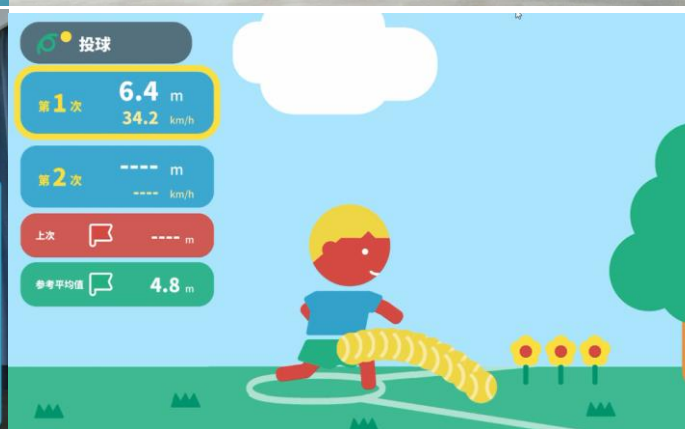 投球
第1次
6.4 m
34.2 km/h
第2次
---- m
---- km/h
上次 ---- m
参考平均值 4.8 m